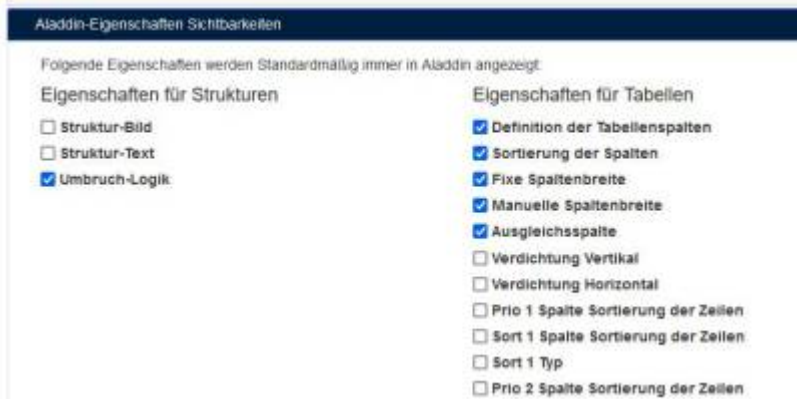 Aladdin-Eigenschaften Sichtbarkeiten
Folgende Eigenschaften werden Standardmäßig immer in Aladdin angezeigt:
Eigenschaften für Strukturen
Struktur-Bild
Struktur-Text
Umbruch-Logik
Eigenschaften für Tabellen
Definition der Tabellenspalten
Sortierung der Spalten
Fixe Spaltenbreite
Manuelle Spaltenbreite
Ausgleichsspalte
Verdichtung Vertikal
Verdichtung Horizontal
Prio 1 Spalte Sortierung der Zeilen
Sort 1 Spalte Sortierung der Zeilen
Sort 1 Typ
Prio 2 Spalte Sortierung der Zeilen